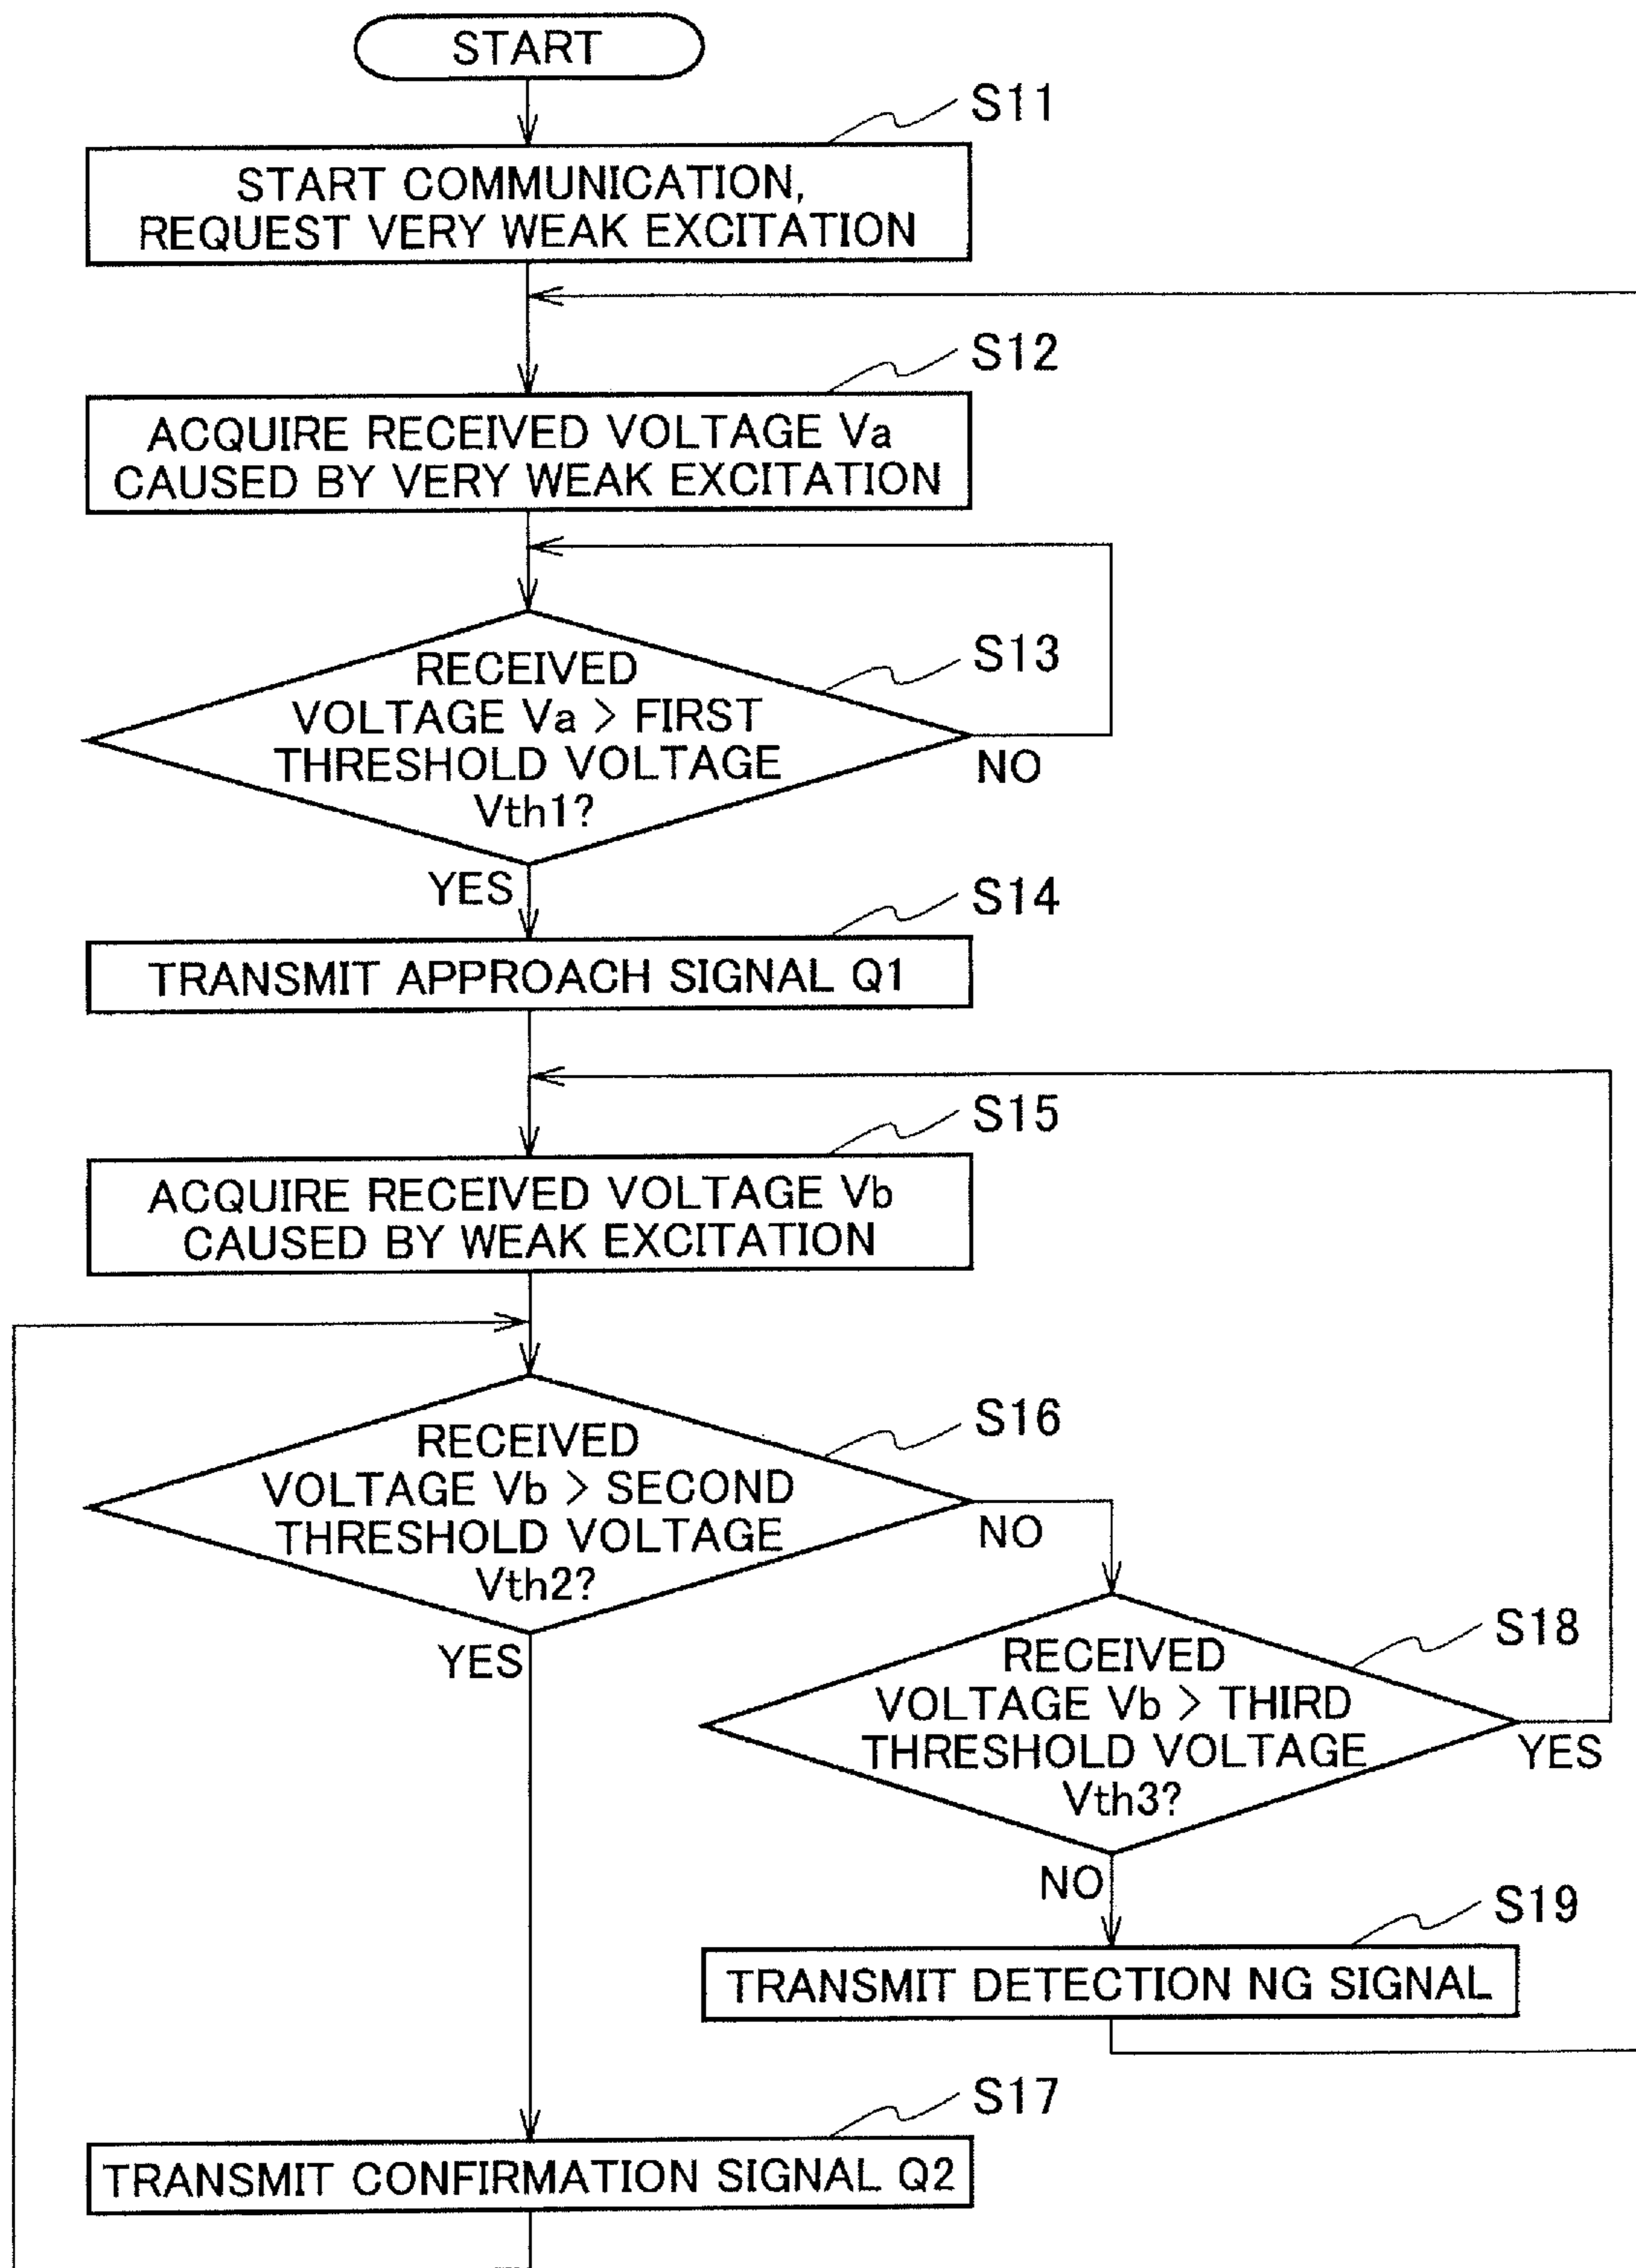 START
S11
START COMMUNICATION,
REQUEST VERY WEAK EXCITATION
S12
ACQUIRE RECEIVED VOLTAGE Va
CAUSED BY VERY WEAK EXCITATION
S13
RECEIVED
VOLTAGE Va > FIRST
THRESHOLD VOLTAGE
Vth1?
NO
YES
S14
TRANSMIT APPROACH SIGNAL Q1
S15
ACQUIRE RECEIVED VOLTAGE Vb
CAUSED BY WEAK EXCITATION
S16
RECEIVED
VOLTAGE Vb > SECOND
THRESHOLD VOLTAGE
Vth2?
NO
YES
S18
RECEIVED
VOLTAGE Vb > THIRD
THRESHOLD VOLTAGE
Vth3?
YES
NO
S19
TRANSMIT DETECTION NG SIGNAL
S17
TRANSMIT CONFIRMATION SIGNAL Q2